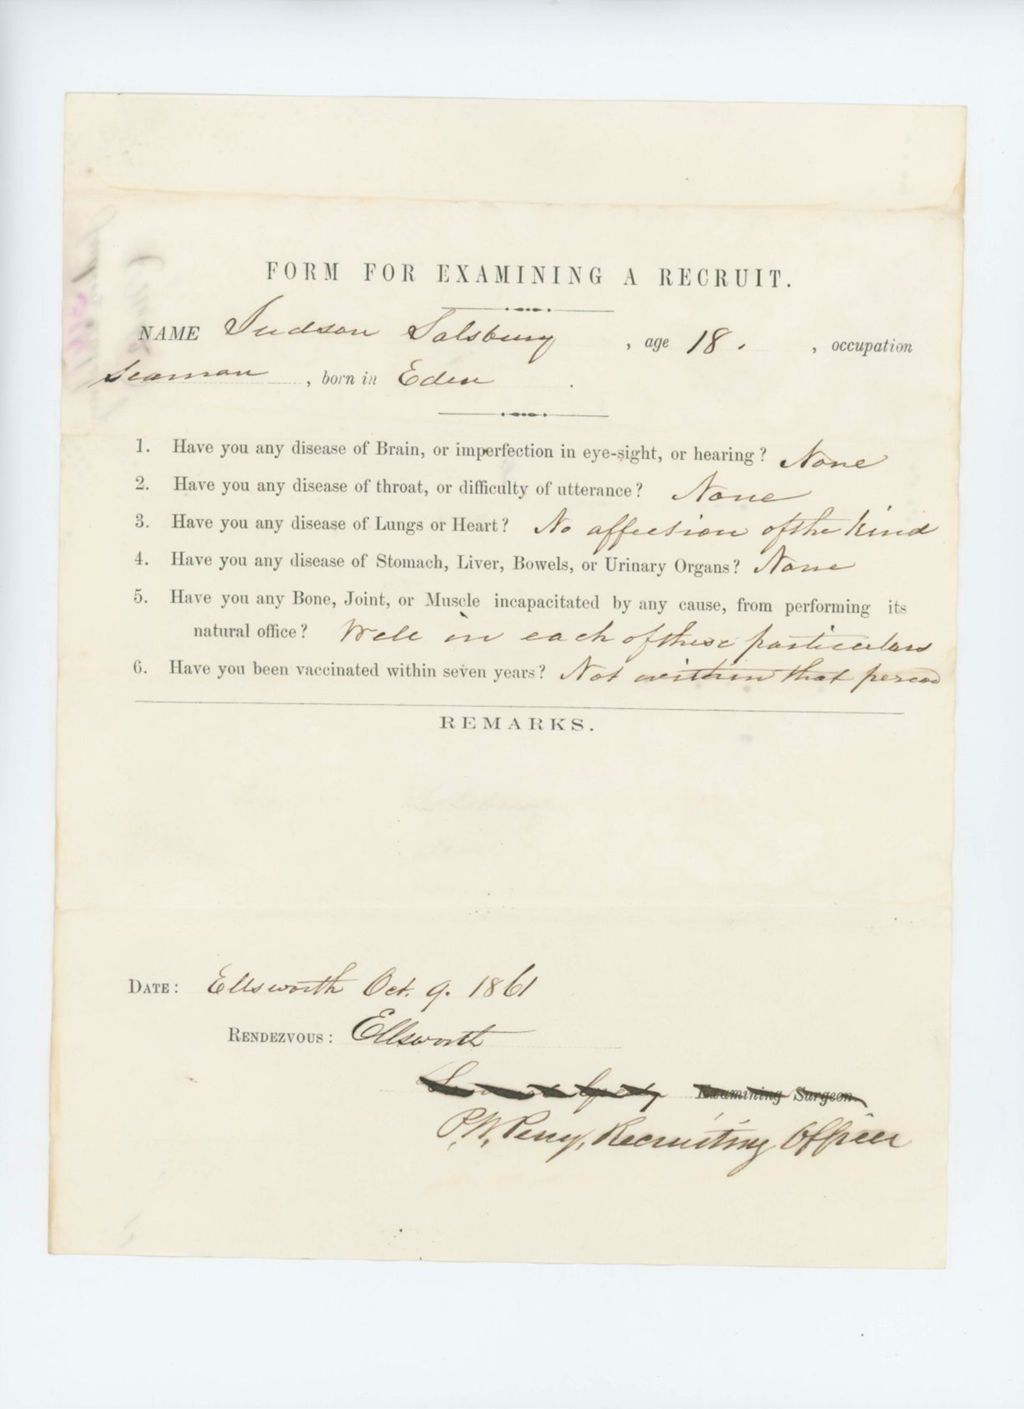 FORM FOR EXAMINING A RECRUIT.
NAME Judson Salsbury , age 18. , occupation
Seaman , born in Eden .
1. Have you any disease of Brain, or imperfection in eye-sight, or hearing? None
2. Have you any disease of throat, or difficulty of utterance? None
3. Have you any disease of Lungs or Heart? No affection of the kind
4. Have you any disease of Stomach, Liver, Bowels, or Urinary Organs? None
5. Have you any Bone, Joint, or Muscle incapacitated by any cause, from performing its
natural office? Well in each of these particulars
6. Have you been vaccinated within seven years? Not within that period
REMARKS.
DATE: Ellsworth Oct. 9. 1861
RENDEZVOUS: Ellsworth
Examining Surgeon.
P. W. Perry, Recruiting Officer